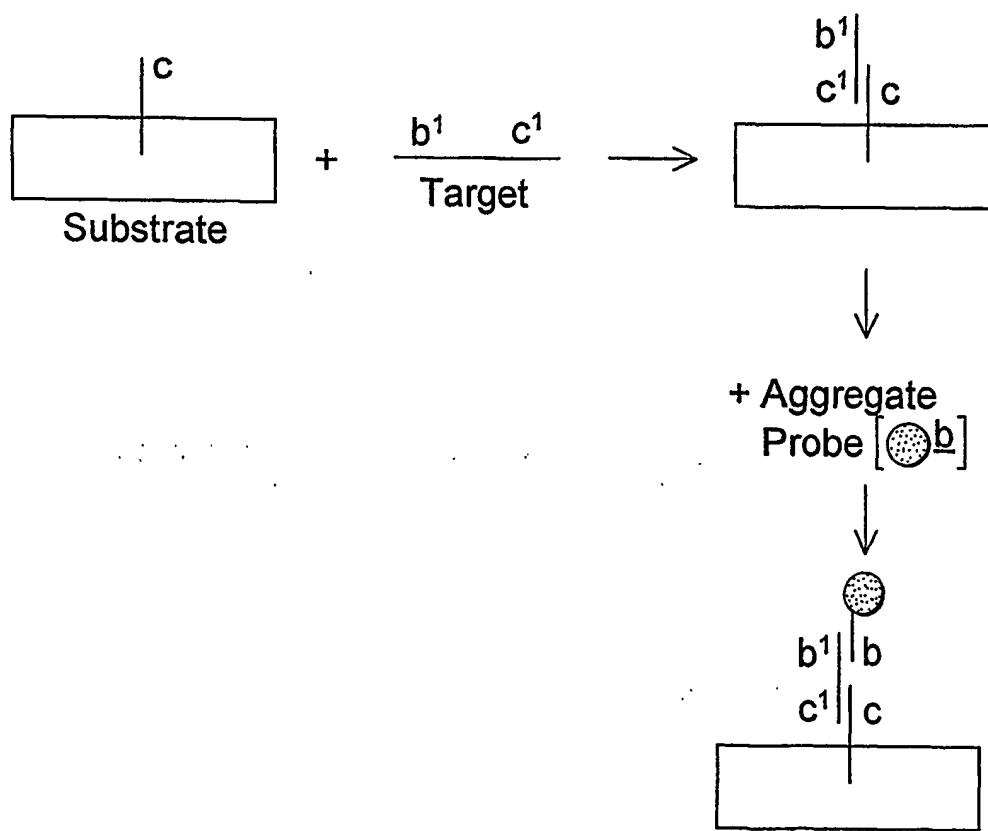 c
Substrate
+
b¹ c¹
Target
b¹
c¹ c
+ Aggregate
Probe [ b]
b¹ b
c¹ c